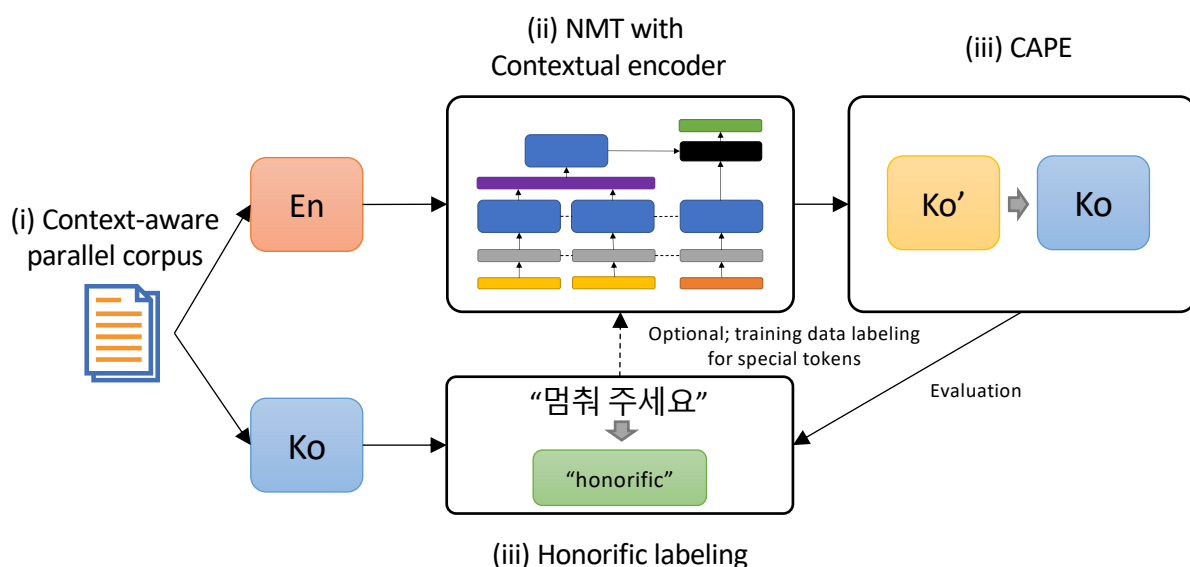 (ii) NMT with
Contextual encoder
(iii) CAPE
(i) Context-aware
parallel corpus
En
Ko’
Ko
Optional; training data labeling
for special tokens
Evaluation
Ko
“멈춰 주세요”
“honorific”
(iii) Honorific labeling